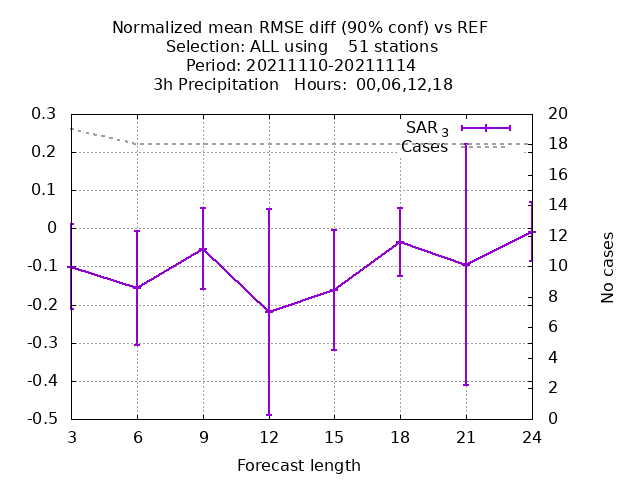 Normalized mean RMSE diff (90% conf) vs REF
Selection: ALL using    51 stations
Period: 20211110-20211114
3h Precipitation   Hours:  00,06,12,18
0.3
0.2
0.1
0
-0.1
-0.2
-0.3
-0.4
-0.5
SAR 3
Cases
20
18
16
14
12
10
8
6
4
2
0
No cases
3 6 9 12 15 18 21 24
Forecast length